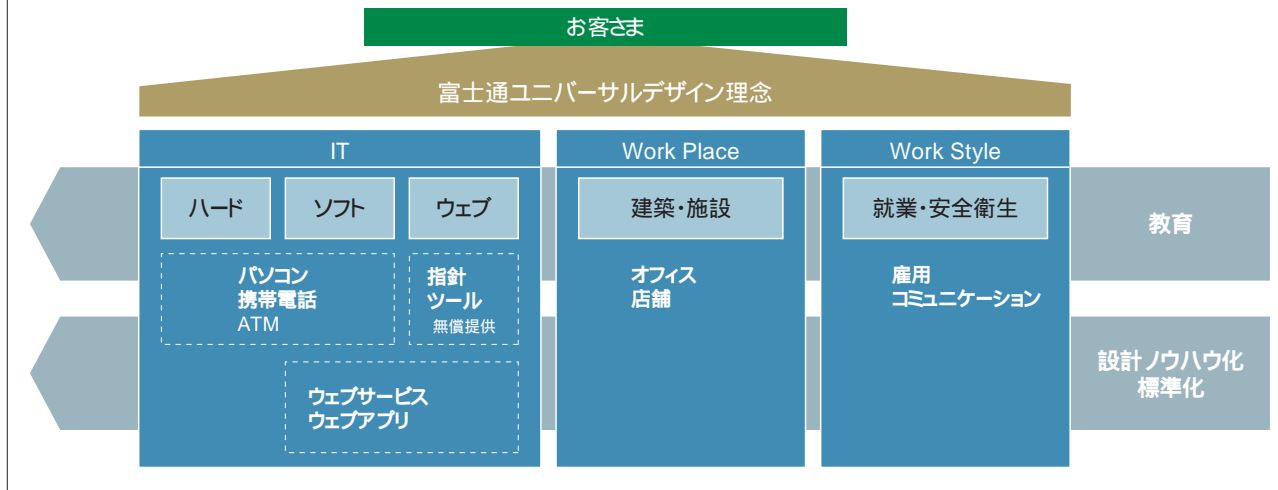 お客さま
富士通ユニバーサルデザイン理念
IT
Work Place
Work Style
ハード
ソフト
ウェブ
建築・施設
就業・安全衛生
教育
パソコン
携帯電話
ATM
指針
ツール
無償提供
オフィス
店舗
雇用
コミュニケーション
設計ノウハウ化
標準化
ウェブサービス
ウェブアプリ